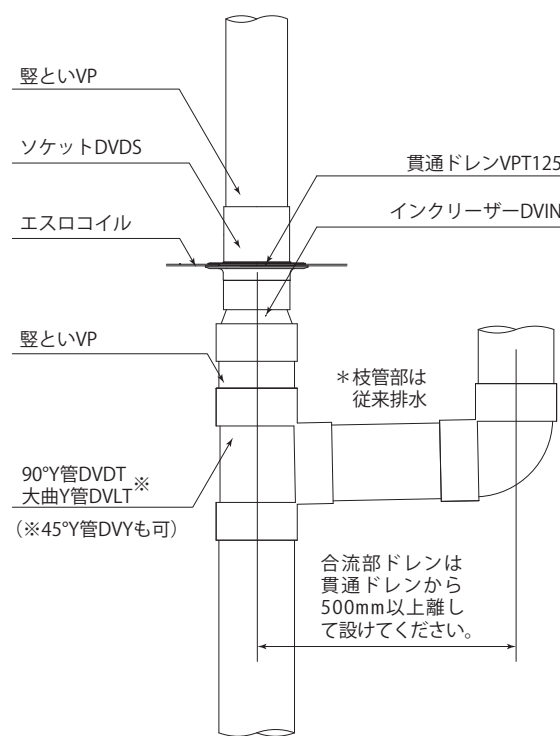 竪といVP
ソケットDVDS
貫通ドレンVPT125
インクリーザーDVIN
エスロコイル
竪といVP
＊枝管部は
従来排水
90°Y管DVDT
大曲Y管DVLT※
（※45°Y管DVYも可）
合流部ドレンは
貫通ドレンから
500mm以上離し
て設けてください。